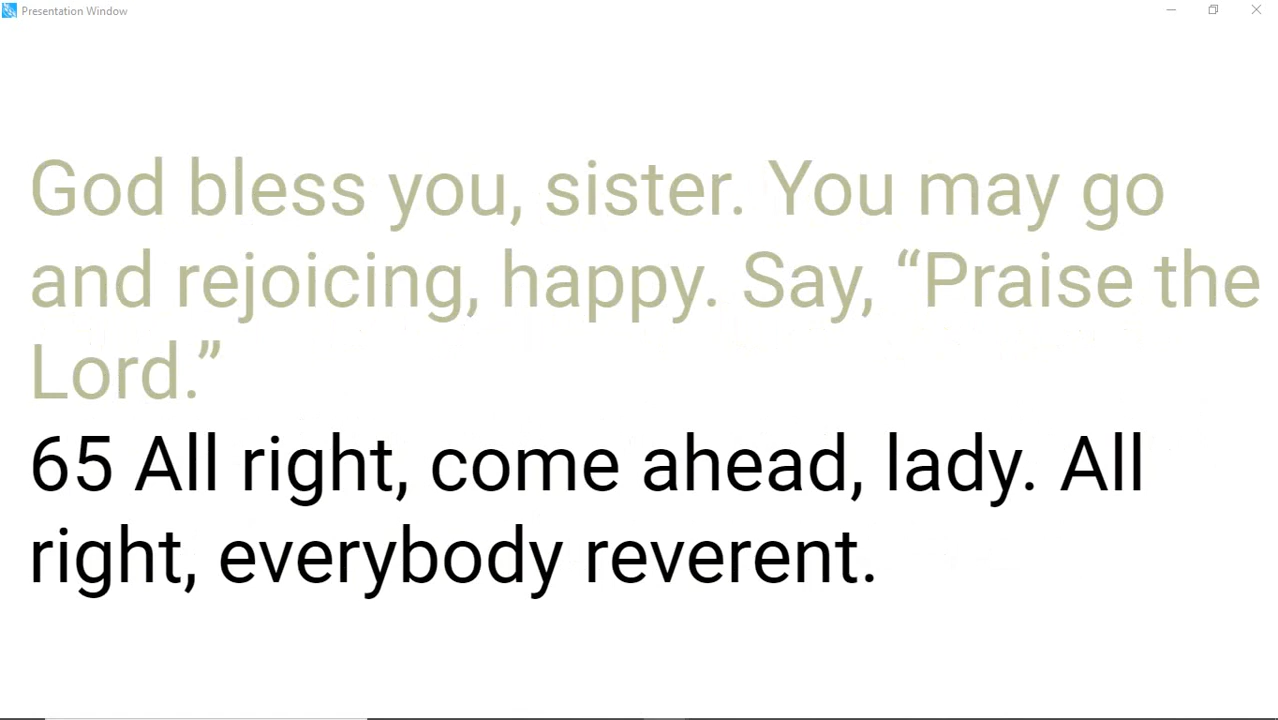 Presentation Window
God bless you, sister. You may go
and rejoicing, happy. Say, “Praise the
Lord.”
65 All right, come ahead, lady. All
right, everybody reverent.